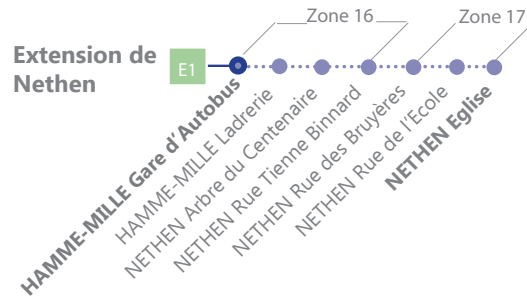 Zone 16
Zone 17
Extension de
Nethen
E1
HAMME-MILLE Gare d'Autobus
HAMME-MILLE Ladrerie
NETHEN Arbre du Centenaire
NETHEN Rue Tienne Binnard
NETHEN Rue des Bruyères
NETHEN Rue de l'Ecole
NETHEN Eglise